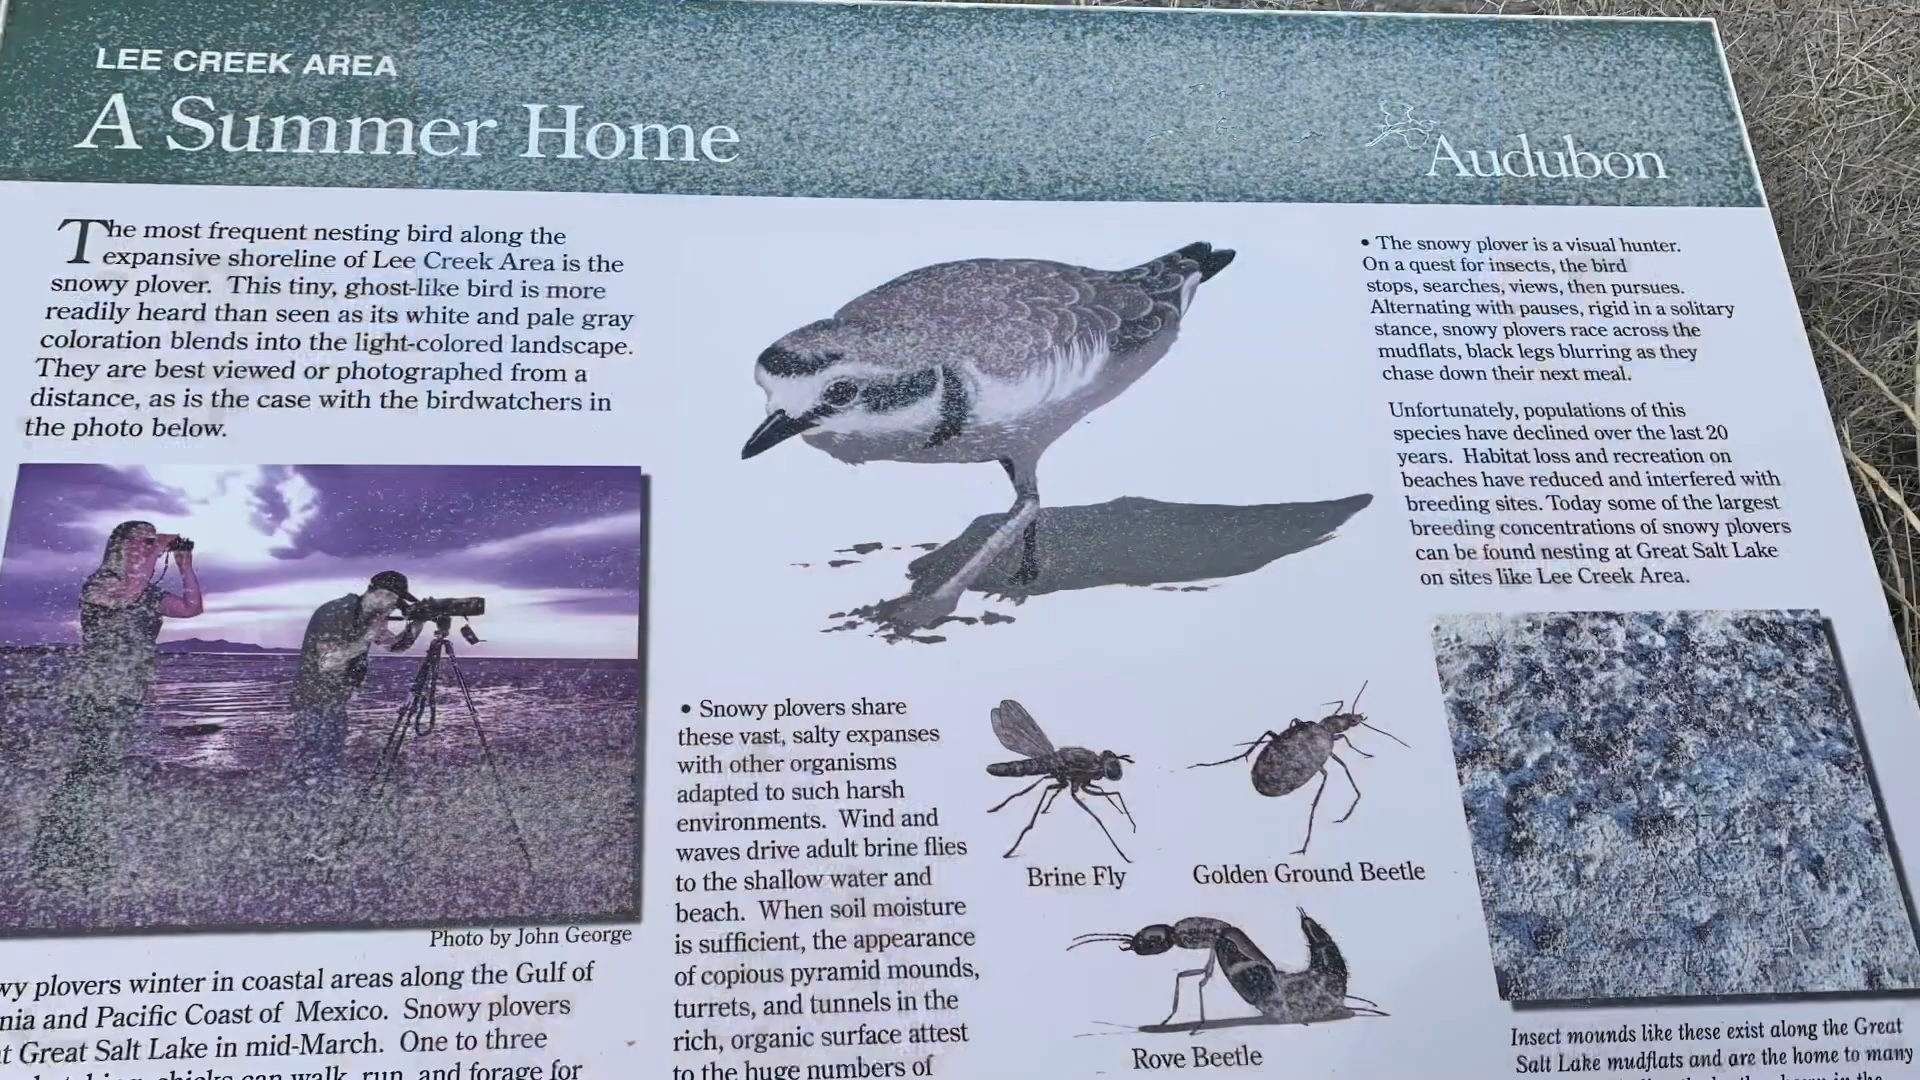 LEE CREEK AREA
A Summer Home
Audubon
The most frequent nesting bird along the
expansive shoreline of Lee Creek Area is the
snowy plover. This tiny, ghost-like bird is more
readily heard than seen as its white and pale gray
coloration blends into the light-colored landscape.
They are best viewed or photographed from a
distance, as is the case with the birdwatchers in
the photo below.
Photo by John George
wy plovers winter in coastal areas along the Gulf of
nia and Pacific Coast of Mexico. Snowy plovers
t Great Salt Lake in mid-March. One to three
chicks can walk, run, and forage for
• Snowy plovers share
these vast, salty expanses
with other organisms
adapted to such harsh
environments. Wind and
waves drive adult brine flies
to the shallow water and
beach. When soil moisture
is sufficient, the appearance
of copious pyramid mounds,
turrets, and tunnels in the
rich, organic surface attest
to the huge numbers of
Brine Fly
Golden Ground Beetle
Rove Beetle
• The snowy plover is a visual hunter.
On a quest for insects, the bird
stops, searches, views, then pursues.
Alternating with pauses, rigid in a solitary
stance, snowy plovers race across the
mudflats, black legs blurring as they
chase down their next meal.
Unfortunately, populations of this
species have declined over the last 20
years. Habitat loss and recreation on
beaches have reduced and interfered with
breeding sites. Today some of the largest
breeding concentrations of snowy plovers
can be found nesting at Great Salt Lake
on sites like Lee Creek Area.
Insect mounds like these exist along the Great
Salt Lake mudflats and are the home to many